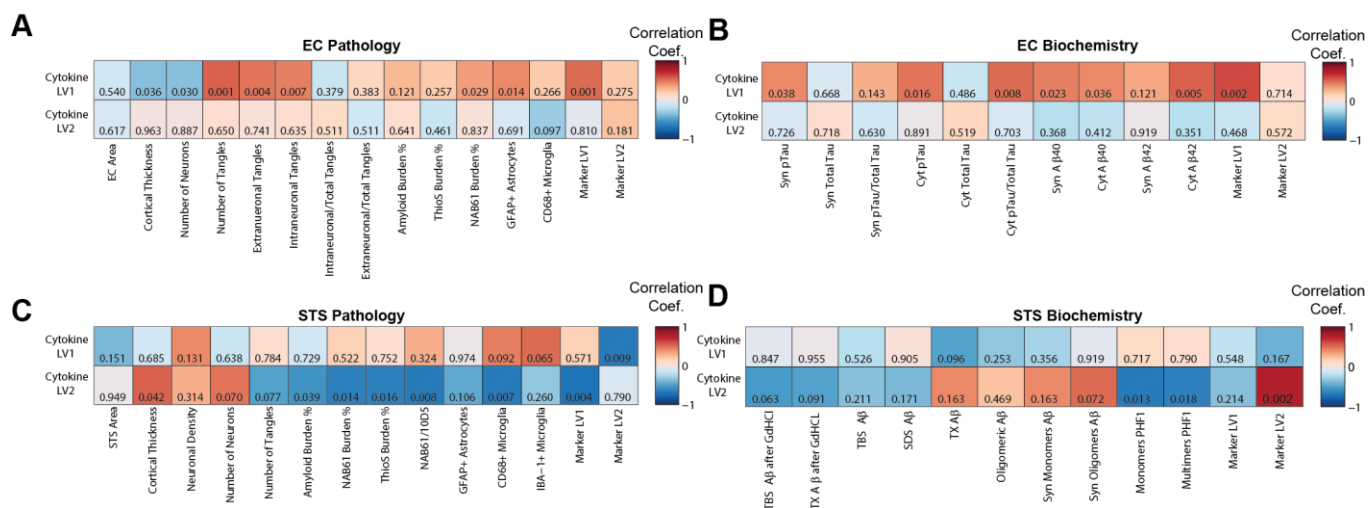 A
EC Pathology
Correlation
Coef.
1
0
−1
Cytokine
LV1
0.540 0.036 0.030 0.001 0.004 0.007 0.379 0.383 0.121 0.257 0.029 0.014 0.266 0.001 0.275
Cytokine
LV2
0.617 0.963 0.887 0.650 0.741 0.635 0.511 0.511 0.641 0.461 0.837 0.691 0.097 0.810 0.181
EC Area
Cortical Thickness
Number of Neurons
Number of Tangles
Extranueronal Tangles
Intraneuronal Tangles
Intraneuronal/Total Tangles
Extraneuronal/Total Tangles
Amyloid Burden %
ThioS Burden %
NAB61 Burden %
GFAP+ Astrocytes
CD68+ Microglia
Marker LV1
Marker LV2
B
EC Biochemistry
Correlation
Coef.
1
0
−1
Cytokine
LV1
0.038 0.668 0.143 0.016 0.486 0.008 0.023 0.036 0.121 0.005 0.002 0.714
Cytokine
LV2
0.726 0.718 0.630 0.891 0.519 0.703 0.368 0.412 0.919 0.351 0.468 0.572
Syn pTau
Syn Total Tau
Syn pTau/Total Tau
Cyt pTau
Cyt Total Tau
Cyt pTau/Total Tau
Syn A β40
Cyt A β40
Syn A β42
Cyt A β42
Marker LV1
Marker LV2
C
STS Pathology
Correlation
Coef.
1
0
−1
Cytokine
LV1
0.151 0.685 0.131 0.638 0.784 0.729 0.522 0.752 0.324 0.974 0.092 0.065 0.571 0.009
Cytokine
LV2
0.949 0.042 0.314 0.070 0.077 0.039 0.014 0.016 0.008 0.106 0.007 0.260 0.004 0.790
STS Area
Cortical Thickness
Neuronal Density
Number of Neurons
Number of Tangles
Amyloid Burden %
NAB61 Burden %
ThioS Burden %
NAB61/10D5
GFAP+ Astrocytes
CD68+ Microglia
IBA−1+ Microglia
Marker LV1
Marker LV2
D
STS Biochemistry
Correlation
Coef.
1
0
−1
Cytokine
LV1
0.847 0.955 0.526 0.905 0.096 0.253 0.356 0.919 0.717 0.790 0.548 0.167
Cytokine
LV2
0.063 0.091 0.211 0.171 0.163 0.469 0.163 0.072 0.013 0.018 0.214 0.002
TBS Aβ after GdHCl
TX A β after GdHCL
TBS Aβ
SDS Aβ
TX Aβ
Oligomeric Aβ
Syn Monomers Aβ
Syn Oligomers Aβ
Monomers PHF1
Multimers PHF1
Marker LV1
Marker LV2